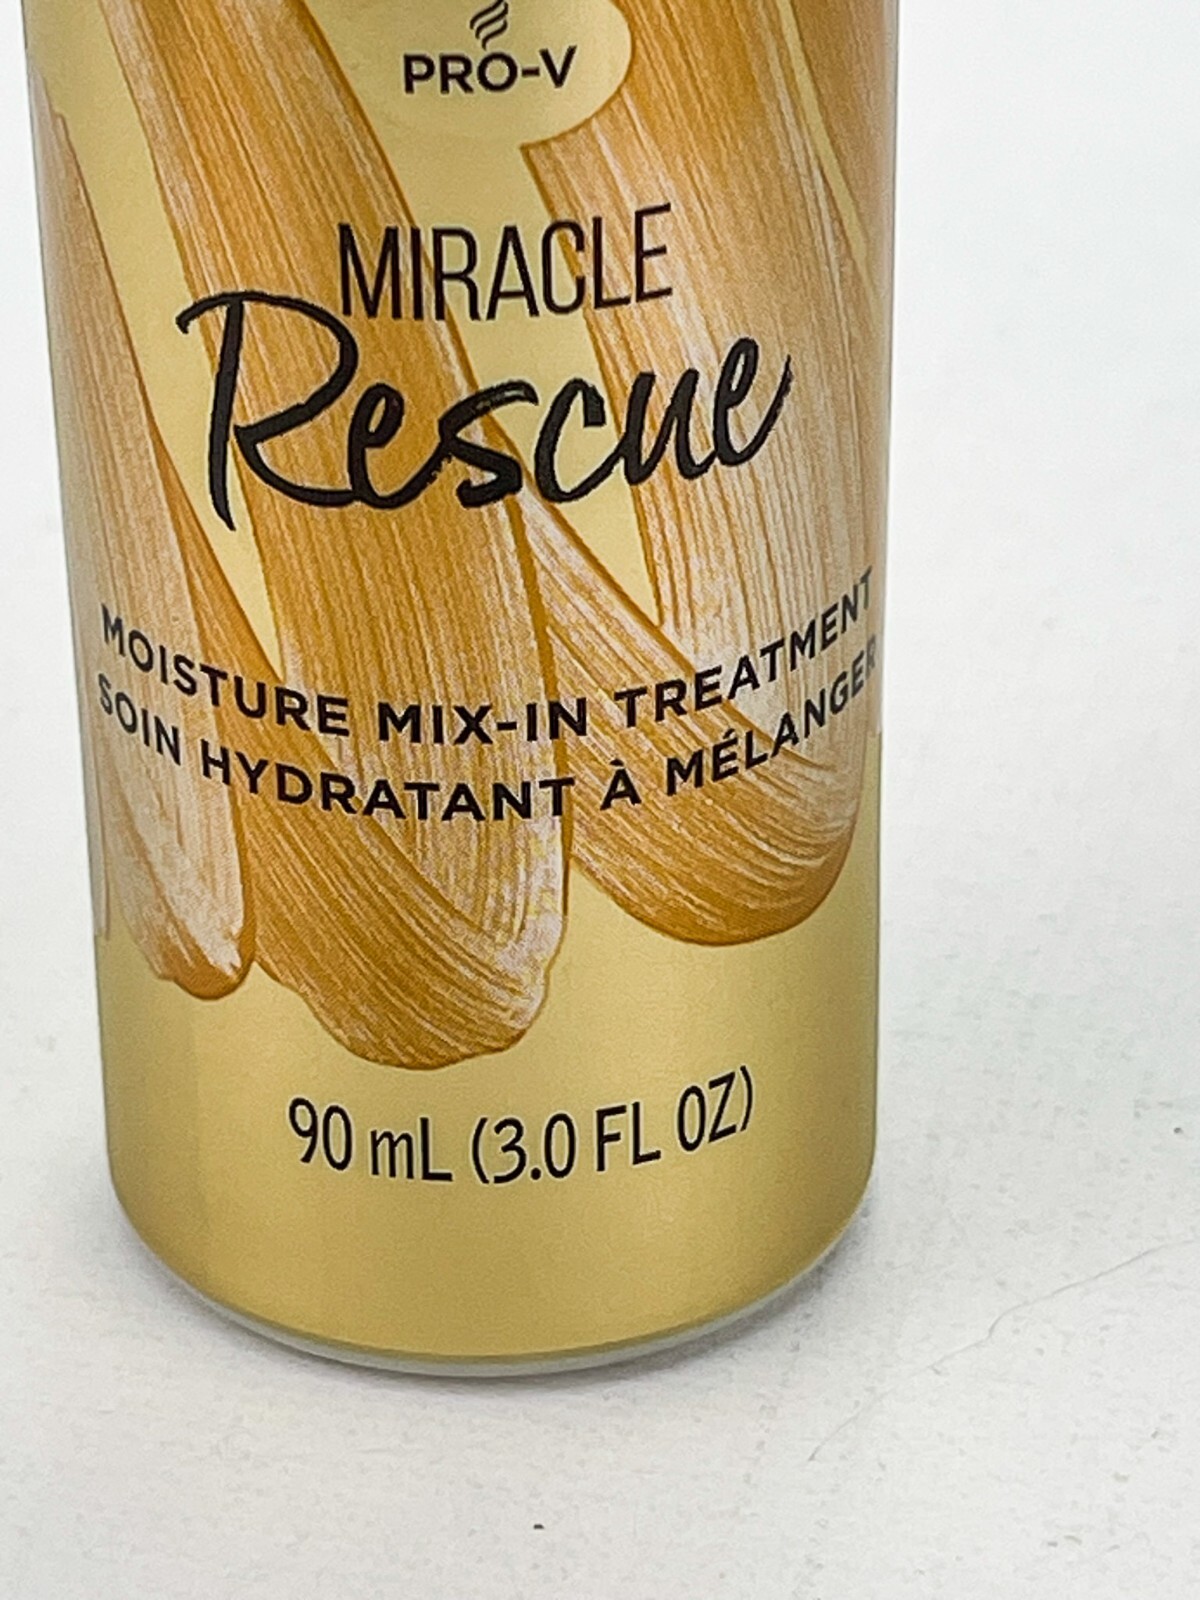 PRO-V
MIRACLE
Rescue
MOISTURE MIX-IN TREATMENT
SOIN HYDRATANT À MÉLANGER
90 mL (3.0 FL OZ)